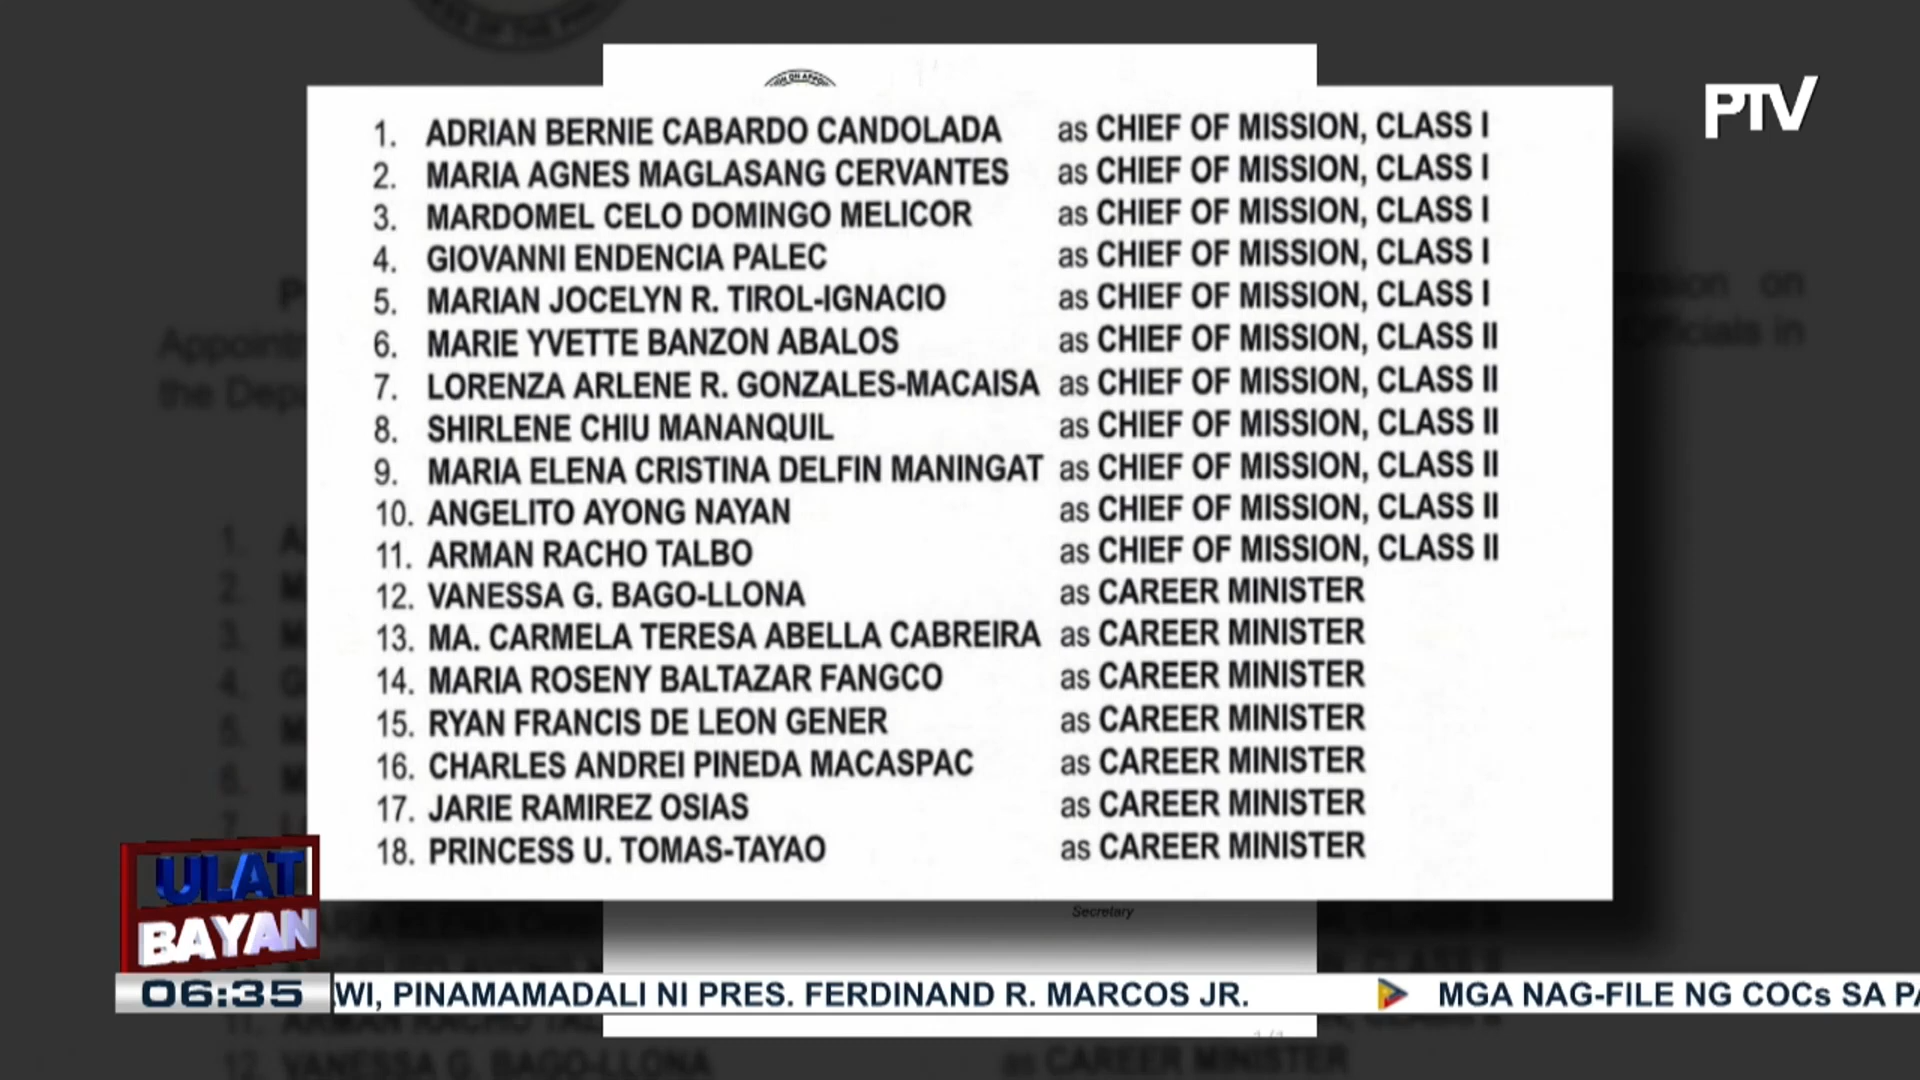 PTV
1. ADRIAN BERNIE CABARDO CANDOLADA as CHIEF OF MISSION, CLASS I
2. MARIA AGNES MAGLASANG CERVANTES as CHIEF OF MISSION, CLASS I
3. MARDOMEL CELO DOMINGO MELICOR as CHIEF OF MISSION, CLASS I
4. GIOVANNI ENDENCIA PALEC as CHIEF OF MISSION, CLASS I
5. MARIAN JOCELYN R. TIROL-IGNACIO as CHIEF OF MISSION, CLASS I
6. MARIE YVETTE BANZON ABALOS as CHIEF OF MISSION, CLASS II
7. LORENZA ARLENE R. GONZALES-MACAISA as CHIEF OF MISSION, CLASS II
8. SHIRLENE CHIU MANANQUIL as CHIEF OF MISSION, CLASS II
9. MARIA ELENA CRISTINA DELFIN MANINGAT as CHIEF OF MISSION, CLASS II
10. ANGELITO AYONG NAYAN as CHIEF OF MISSION, CLASS II
11. ARMAN RACHO TALBO as CHIEF OF MISSION, CLASS II
12. VANESSA G. BAGO-LLONA as CAREER MINISTER
13. MA. CARMELA TERESA ABELLA CABREIRA as CAREER MINISTER
14. MARIA ROSENY BALTAZAR FANGCO as CAREER MINISTER
15. RYAN FRANCIS DE LEON GENER as CAREER MINISTER
16. CHARLES ANDREI PINEDA MACASPAC as CAREER MINISTER
17. JARIE RAMIREZ OSIAS as CAREER MINISTER
18. PRINCESS U. TOMAS-TAYAO as CAREER MINISTER
Secretary
ULAT
BAYAN
06:35 WI, PINAMAMADALI NI PRES. FERDINAND R. MARCOS JR. MGA NAG-FILE NG COCs SA PA
12. VANESSA G. BAGO-LLONA as CAREER MINISTER